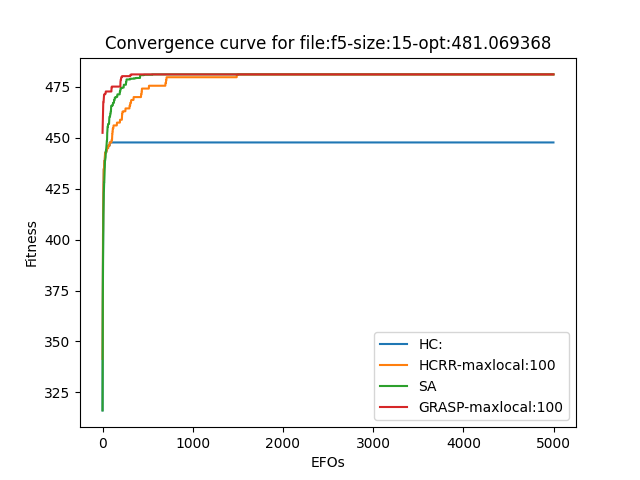 Convergence curve for file:f5-size:15-opt:481.069368
Fitness
475
450
425
400
375
350
325
0 1000 2000 3000 4000 5000
EFOs
HC:
HCRR-maxlocal:100
SA
GRASP-maxlocal:100